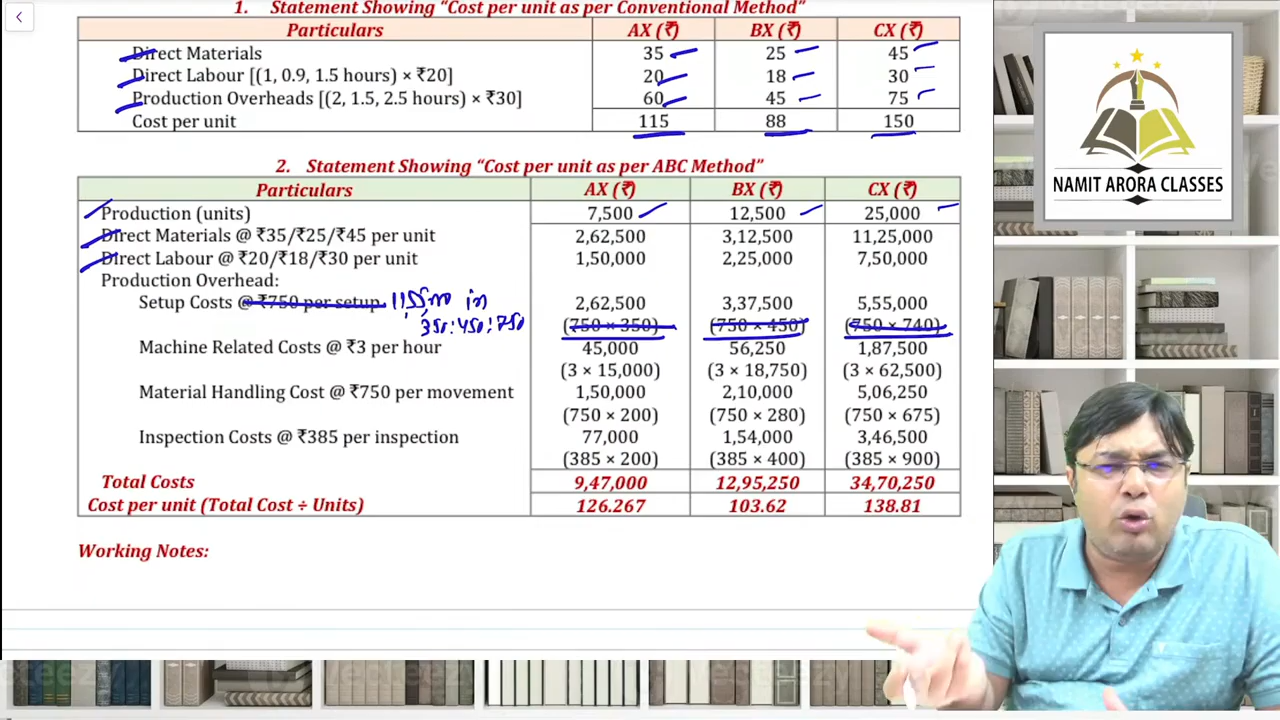 1. Statement Showing "Cost per unit as per Conventional Method"
Particulars AX (₹) BX (₹) CX (₹)
Direct Materials 35 25 45
Direct Labour [(1, 0.9, 1.5 hours) × ₹20] 20 18 30
Production Overheads [(2, 1.5, 2.5 hours) × ₹30] 60 45 75
Cost per unit 115 88 150
2. Statement Showing "Cost per unit as per ABC Method"
Particulars AX (₹) BX (₹) CX (₹)
Production (units) 7,500 12,500 25,000
Direct Materials @ ₹35/₹25/₹45 per unit 2,62,500 3,12,500 11,25,000
Direct Labour @ ₹20/₹18/₹30 per unit 1,50,000 2,25,000 7,50,000
Production Overhead:
Setup Costs @ ₹750 per setup in 2,62,500 3,37,500 5,55,000
350:450:750 (750 × 350) (750 × 450) (750 × 740)
Machine Related Costs @ ₹3 per hour 45,000 56,250 1,87,500
(3 × 15,000) (3 × 18,750) (3 × 62,500)
Material Handling Cost @ ₹750 per movement 1,50,000 2,10,000 5,06,250
(750 × 200) (750 × 280) (750 × 675)
Inspection Costs @ ₹385 per inspection 77,000 1,54,000 3,46,500
(385 × 200) (385 × 400) (385 × 900)
Total Costs 9,47,000 12,95,250 34,70,250
Cost per unit (Total Cost ÷ Units) 126.267 103.62 138.81
Working Notes:
NAMIT ARORA CLASSES